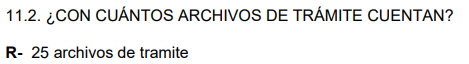 11.2. ¿CON CUÁNTOS ARCHIVOS DE TRÁMITE CUENTAN?
R- 25 archivos de tramite